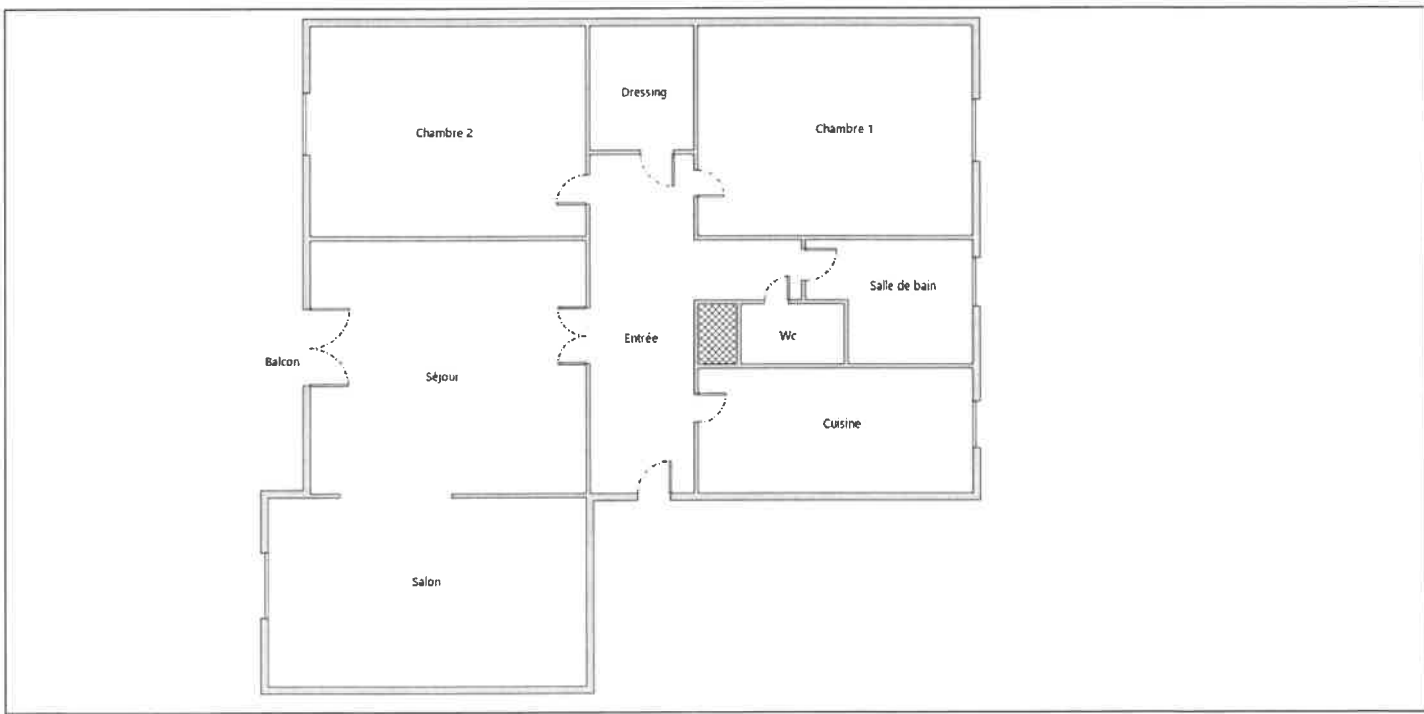 Dressing
Chambre 2
Chambre 1
Salle de bain
Wc
Entrée
Balcon
Séjour
Cuisine
Salon